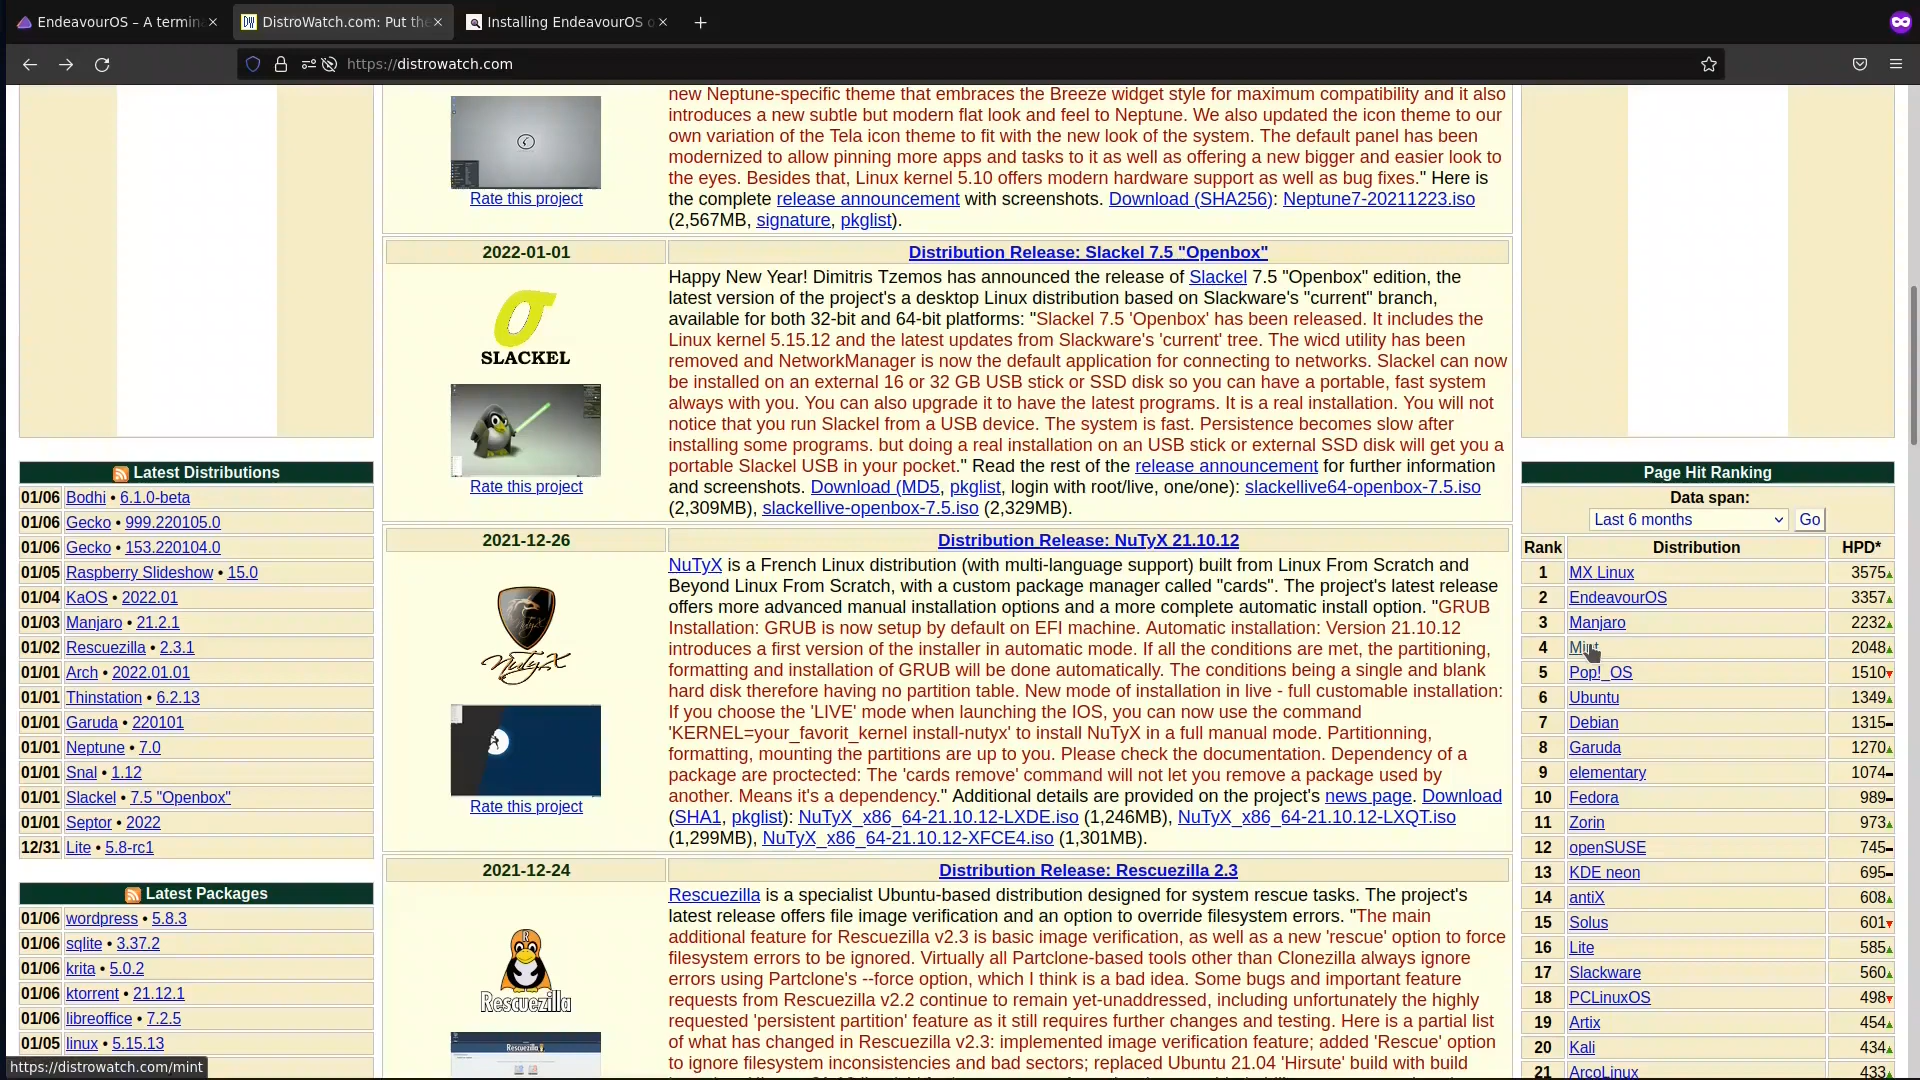 EndeavourOS – A termin
DistroWatch.com: Put the
Installing EndeavourOS o
https://distrowatch.com
new Neptune-specific theme that embraces the Breeze widget style for maximum compatibility and it also
introduces a new subtle but modern flat look and feel to Neptune. We also updated the icon theme to our
own variation of the Tela icon theme to fit with the new look of the system. The default panel has been
modernized to allow pinning more apps and tasks to it as well as offering a new bigger and easier look to
the eyes. Besides that, Linux kernel 5.10 offers modern hardware support as well as bug fixes." Here is
the complete release announcement with screenshots. Download (SHA256): Neptune7-20211223.iso
(2,567MB, signature, pkglist).
Rate this project
2022-01-01
Distribution Release: Slackel 7.5 "Openbox"
SLACKEL
Rate this project
Happy New Year! Dimitris Tzemos has announced the release of Slackel 7.5 "Openbox" edition, the
latest version of the project's a desktop Linux distribution based on Slackware's "current" branch,
available for both 32-bit and 64-bit platforms: "Slackel 7.5 'Openbox' has been released. It includes the
Linux kernel 5.15.12 and the latest updates from Slackware's 'current' tree. The wicd utility has been
removed and NetworkManager is now the default application for connecting to networks. Slackel can now
be installed on an external 16 or 32 GB USB stick or SSD disk so you can have a portable, fast system
always with you. You can also upgrade it to have the latest programs. It is a real installation. You will not
notice that you run Slackel from a USB device. The system is fast. Persistence becomes slow after
installing some programs. but doing a real installation on an USB stick or external SSD disk will get you a
portable Slackel USB in your pocket." Read the rest of the release announcement for further information
and screenshots. Download (MD5, pkglist, login with root/live, one/one): slackellive64-openbox-7.5.iso
(2,309MB), slackellive-openbox-7.5.iso (2,329MB).
2021-12-26
Distribution Release: NuTyX 21.10.12
NuTyX
Rate this project
NuTyX is a French Linux distribution (with multi-language support) built from Linux From Scratch and
Beyond Linux From Scratch, with a custom package manager called "cards". The project's latest release
offers more advanced manual installation options and a more complete automatic install option. "GRUB
Installation: GRUB is now setup by default on EFI machine. Automatic installation: Version 21.10.12
introduces a first version of the installer in automatic mode. If all the conditions are met, the partitioning,
formatting and installation of GRUB will be done automatically. The conditions being a single and blank
hard disk therefore having no partition table. New mode of installation in live - full customable installation:
If you choose the 'LIVE' mode when launching the IOS, you can now use the command
'KERNEL=your_favorit_kernel install-nutyx' to install NuTyX in a full manual mode. Partitionning,
formatting, mounting the partitions are up to you. Please check the documentation. Dependency of a
package are proctected: The 'cards remove' command will not let you remove a package used by
another. Means it's a dependency." Additional details are provided on the project's news page. Download
(SHA1, pkglist): NuTyX_x86_64-21.10.12-LXDE.iso (1,246MB), NuTyX_x86_64-21.10.12-LXQT.iso
(1,299MB), NuTyX_x86_64-21.10.12-XFCE4.iso (1,301MB).
2021-12-24
Distribution Release: Rescuezilla 2.3
Rescuezilla
Rescuezilla
Rescuezilla is a specialist Ubuntu-based distribution designed for system rescue tasks. The project's
latest release offers file image verification and an option to override filesystem errors. "The main
additional feature for Rescuezilla v2.3 is basic image verification, as well as a new 'rescue' option to force
filesystem errors to be ignored. Virtually all Partclone-based tools other than Clonezilla always ignore
errors using Partclone's --force option, which I think is a bad idea. Some bugs and important feature
requests from Rescuezilla v2.2 continue to remain yet-unaddressed, including unfortunately the highly
requested 'persistent partition' feature as it still requires further changes and testing. Here is a partial list
of what has changed in Rescuezilla v2.3: implemented image verification feature; added 'Rescue' option
to ignore filesystem inconsistencies and bad sectors; replaced Ubuntu 21.04 'Hirsute' build with build
Latest Distributions
01/06 Bodhi • 6.1.0-beta
01/06 Gecko • 999.220105.0
01/06 Gecko • 153.220104.0
01/05 Raspberry Slideshow • 15.0
01/04 KaOS • 2022.01
01/03 Manjaro • 21.2.1
01/02 Rescuezilla • 2.3.1
01/01 Arch • 2022.01.01
01/01 Thinstation • 6.2.13
01/01 Garuda • 220101
01/01 Neptune • 7.0
01/01 Snal • 1.12
01/01 Slackel • 7.5 "Openbox"
01/01 Septor • 2022
12/31 Lite • 5.8-rc1
Latest Packages
01/06 wordpress • 5.8.3
01/06 sqlite • 3.37.2
01/06 krita • 5.0.2
01/06 ktorrent • 21.12.1
01/06 libreoffice • 7.2.5
01/05 linux • 5.15.13
https://distrowatch.com/mint
Page Hit Ranking
Data span:
Last 6 months Go
Rank Distribution HPD*
1 MX Linux 3575
2 EndeavourOS 3357
3 Manjaro 2232
4 Mint 2048
5 Pop!_OS 1510
6 Ubuntu 1349
7 Debian 1315
8 Garuda 1270
9 elementary 1074
10 Fedora 989
11 Zorin 973
12 openSUSE 745
13 KDE neon 695
14 antiX 608
15 Solus 601
16 Lite 585
17 Slackware 560
18 PCLinuxOS 498
19 Artix 454
20 Kali 434
21 ArcoLinux 433